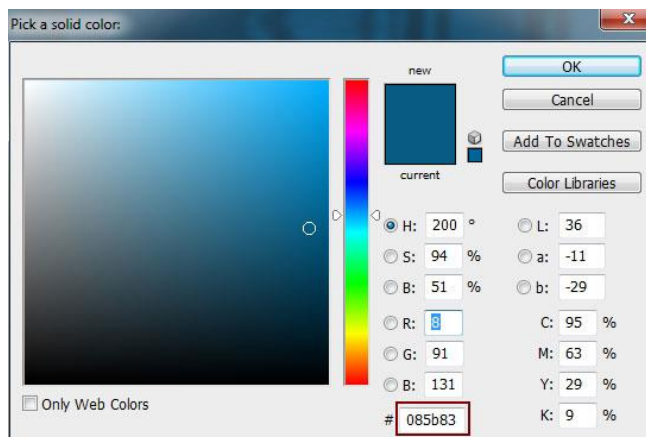 Pick a solid color:
x
new
OK
Cancel
Add To Swatches
current
Color Libraries
H: 200 °
L: 36
S: 94 %
a: -11
B: 51 %
b: -29
R: 8
C: 95 %
G: 91
M: 63 %
B: 131
Y: 29 %
Only Web Colors
# 085b83
K: 9 %